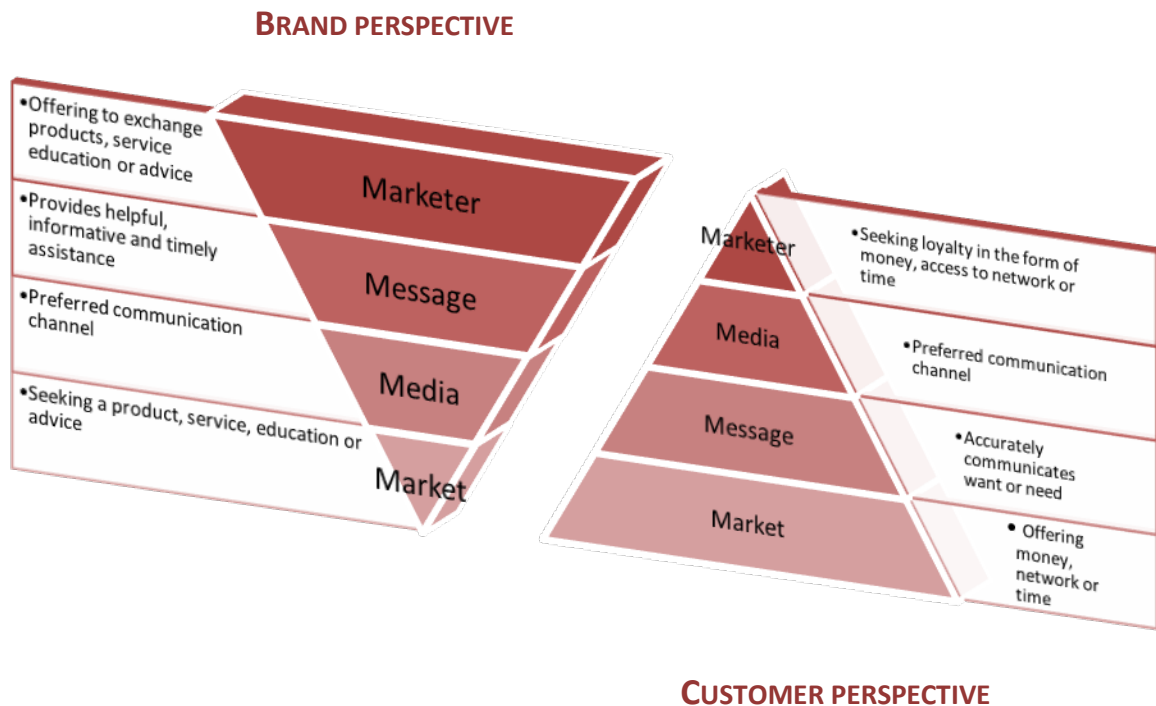 BRAND PERSPECTIVE
•Offering to exchange
products, service
education or advice
Marketer
•Provides helpful,
informative and timely
assistance
Message
•Preferred communication
channel
Media
•Seeking a product, service, education or
advice
Market
Marketer
•Seeking loyalty in the form of
money, access to network or
time
Media
•Preferred communication
channel
Message
•Accurately
communicates
want or need
Market
• Offering
money,
network or
time
CUSTOMER PERSPECTIVE